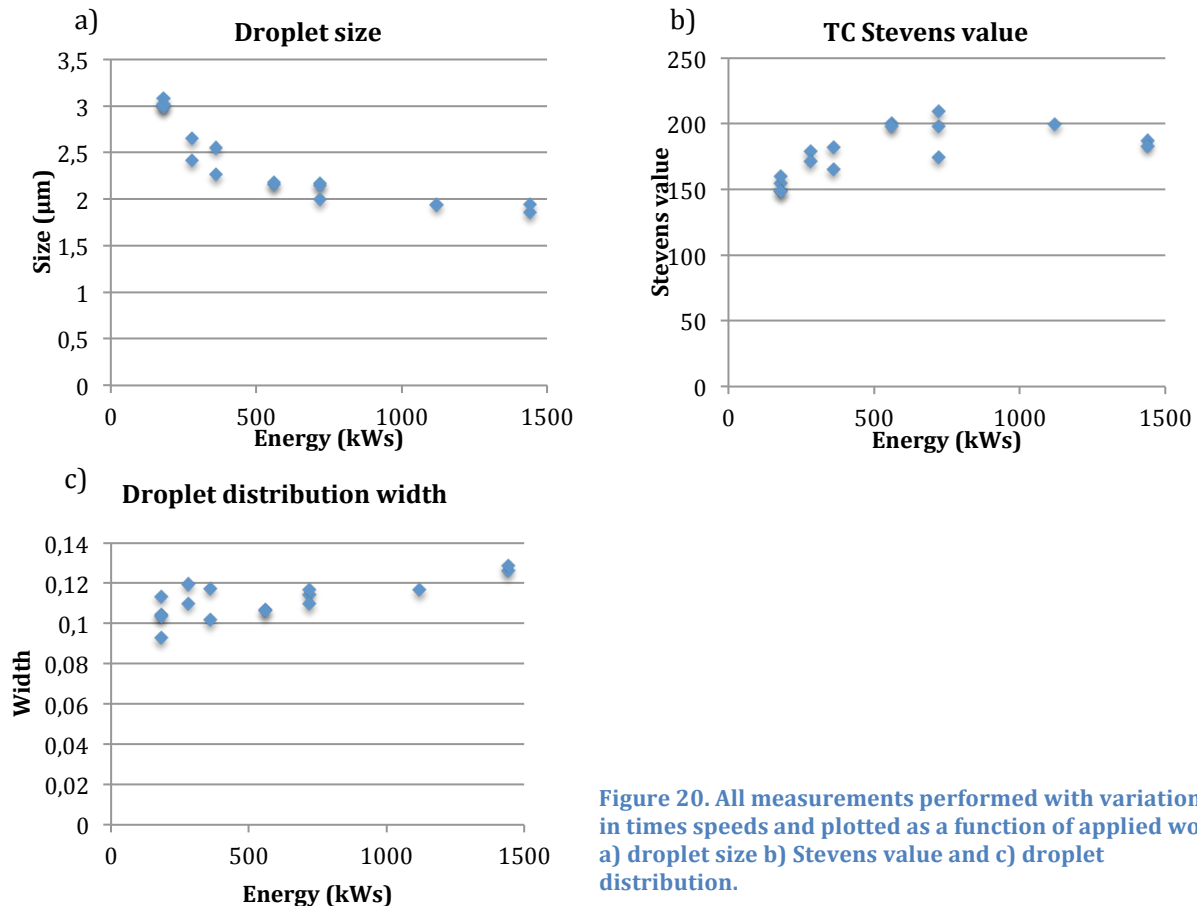 a)
Droplet size
3,5
3
2,5
2
1,5
1
0,5
0
Size (µm)
0 500 1000 1500
Energy (kWs)
b)
TC Stevens value
250
200
150
100
50
0
Stevens value
0 500 1000 1500
Energy (kWs)
c)
Droplet distribution width
0,14
0,12
0,1
0,08
0,06
0,04
0,02
0
Width
0 500 1000 1500
Energy (kWs)
Figure 20. All measurements performed with variation
in times speeds and plotted as a function of applied wo
a) droplet size b) Stevens value and c) droplet
distribution.